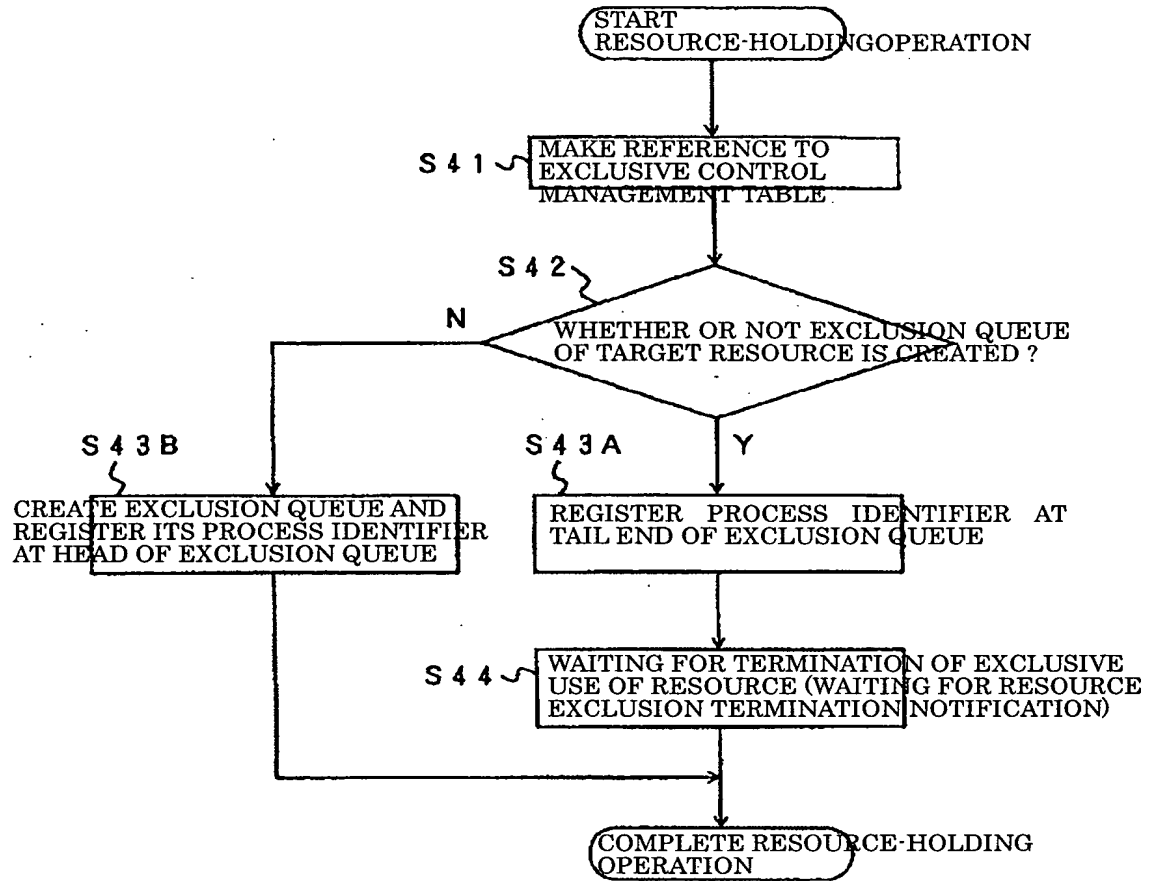 START
RESOURCE-HOLDINGOPERATION
S41
MAKE REFERENCE TO
EXCLUSIVE CONTROL
MANAGEMENT TABLE
S42
N
WHETHER OR NOT EXCLUSION QUEUE
OF TARGET RESOURCE IS CREATED ?
Y
S43B
CREATE EXCLUSION QUEUE AND
REGISTER ITS PROCESS IDENTIFIER
AT HEAD OF EXCLUSION QUEUE
S43A
REGISTER PROCESS IDENTIFIER AT
TAIL END OF EXCLUSION QUEUE
S44
WAITING FOR TERMINATION OF EXCLUSIVE
USE OF RESOURCE (WAITING FOR RESOURCE
EXCLUSION TERMINATION NOTIFICATION)
COMPLETE RESOURCE-HOLDING
OPERATION